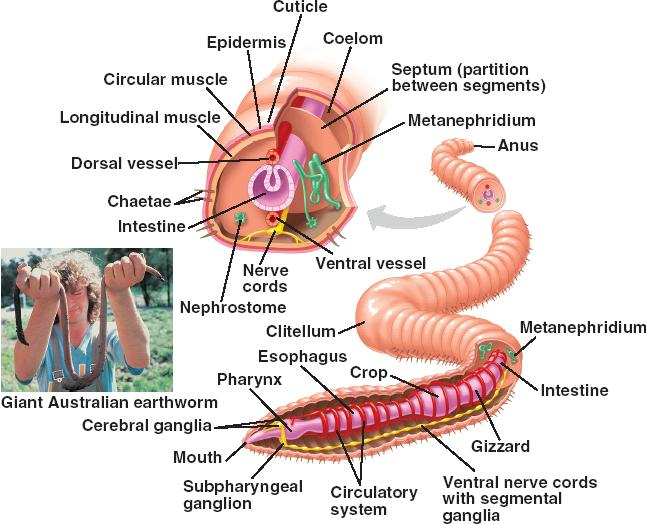 Cuticle
Epidermis
Coelom
Circular muscle
Septum (partition
between segments)
Longitudinal muscle
Metanephridium
Dorsal vessel
Anus
Chaetae
Intestine
Nerve
cords
Ventral vessel
Nephrostome
Clitellum
Metanephridium
Esophagus
Crop
Pharynx
Intestine
Giant Australian earthworm
Cerebral ganglia
Gizzard
Mouth
Subpharyngeal
ganglion
Circulatory
system
Ventral nerve cords
with segmental
ganglia